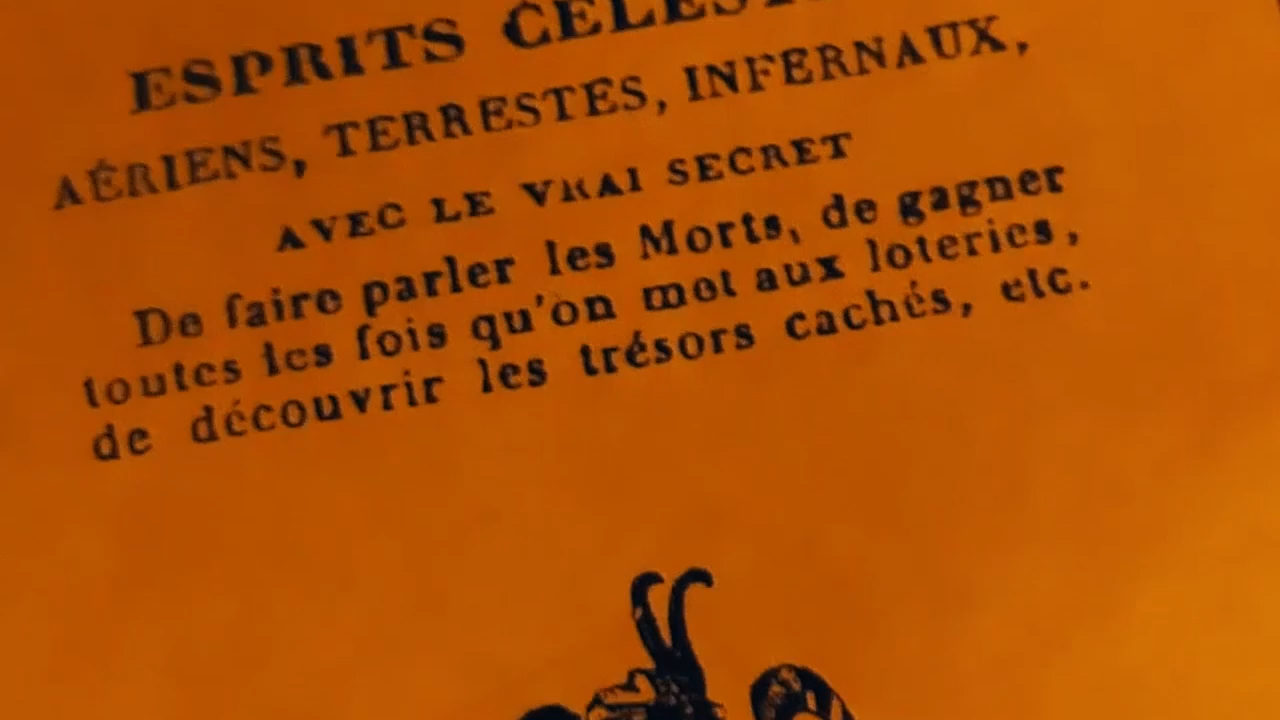 ESPRITS
AÉRIENS, TERRESTES, INFERNAUX,
AVEC LE VRAI SECRET
De faire parler les Morts, de gagner
toutes les fois qu'on met aux loteries,
de découvrir les trésors cachés, etc.